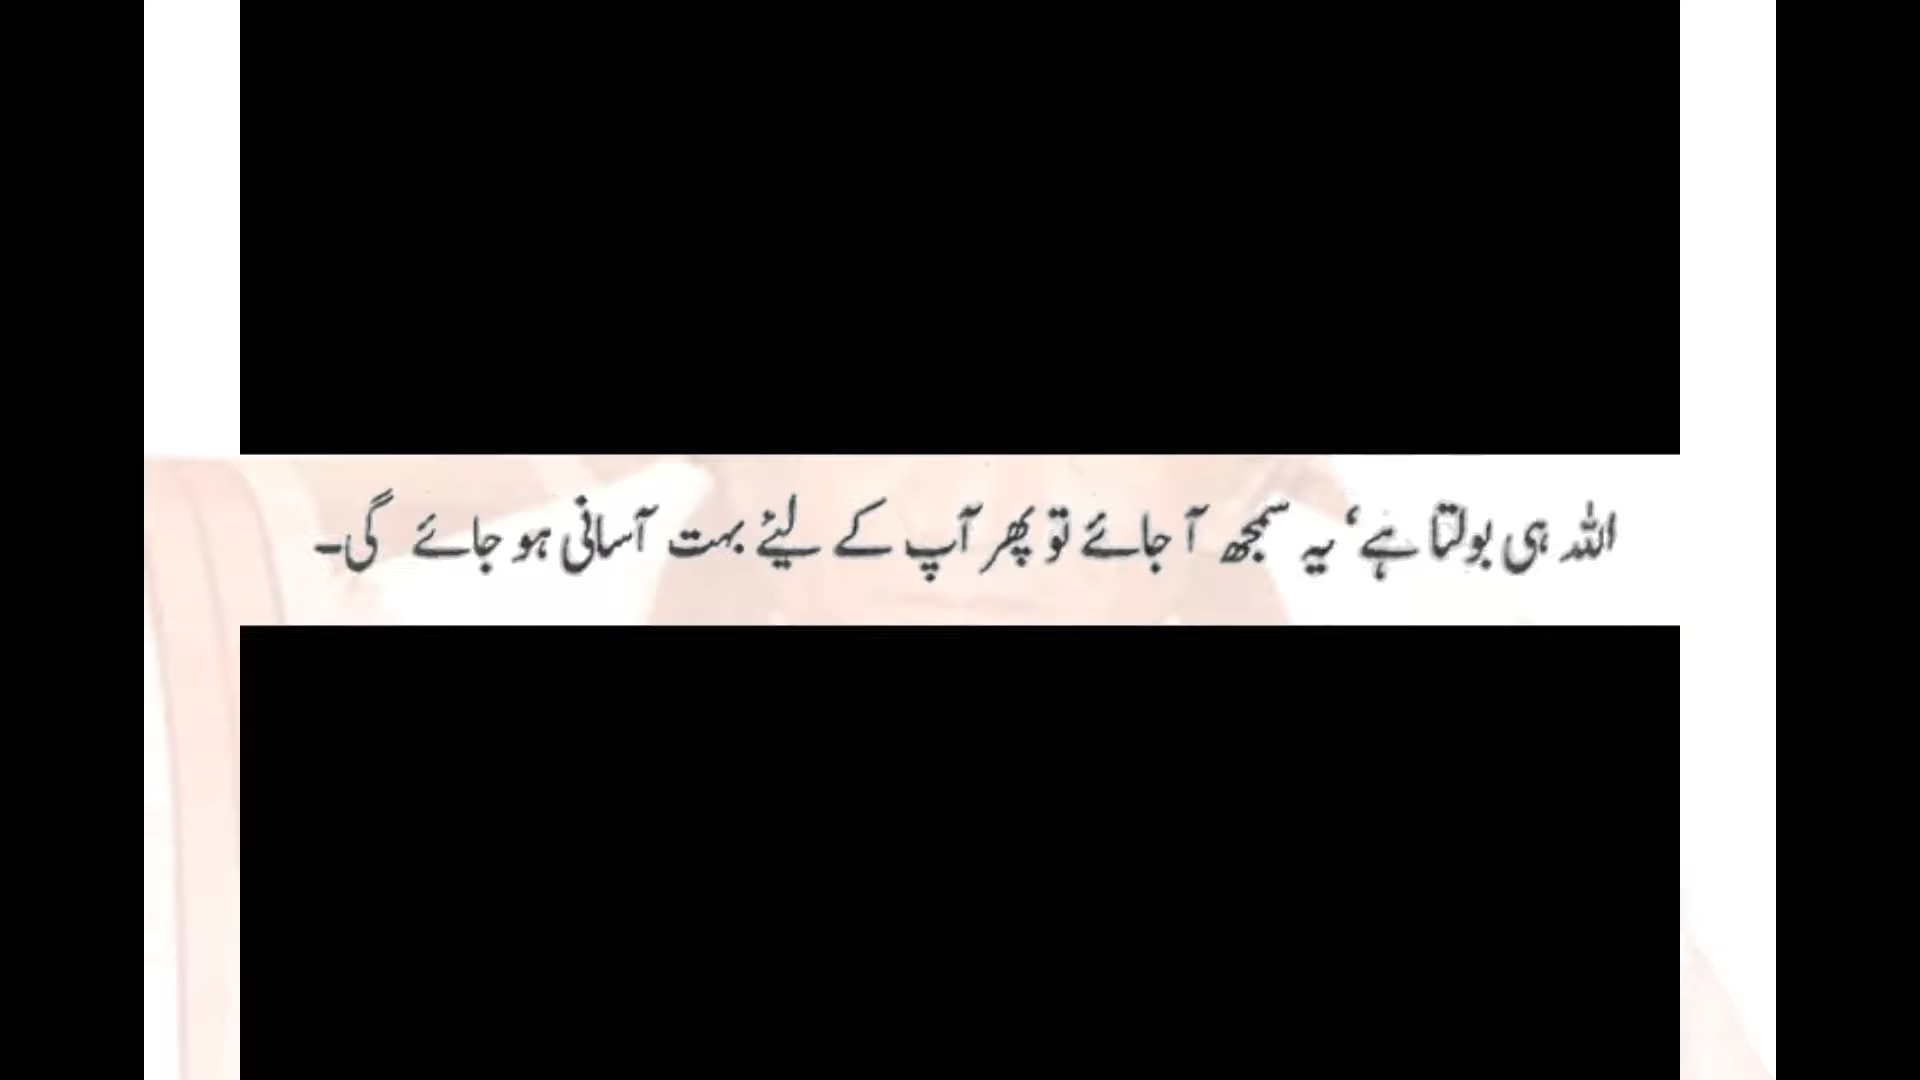 اللہ ہی بولتا ہے‘ یہ سمجھ آ جائے تو پھر آپ کے لیئے بہت آسانی ہو جائے گی۔